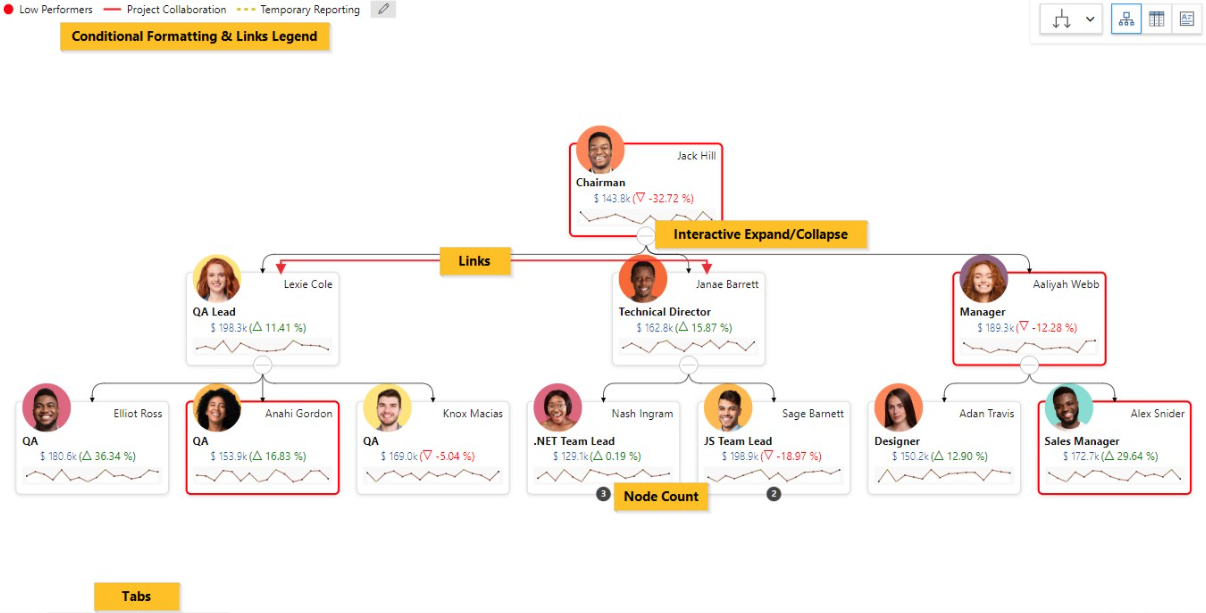 Low Performers Project Collaboration Temporary Reporting
Conditional Formatting & Links Legend
Jack Hill
Chairman
$ 143.8k (▽ -32.72 %)
Interactive Expand/Collapse
Links
Lexie Cole
QA Lead
$ 198.3k (△ 11.41 %)
Janae Barrett
Technical Director
$ 162.8k (△ 15.87 %)
Aaliyah Webb
Manager
$ 189.3k (▽ -12.28 %)
Elliot Ross
QA
$ 180.6k (△ 36.34 %)
Anahi Gordon
QA
$ 153.9k (△ 16.83 %)
Knox Macias
QA
$ 169.0k (▽ -5.04 %)
Nash Ingram
.NET Team Lead
$ 129.1k (△ 0.19 %)
3
Sage Barnett
JS Team Lead
$ 198.9k (▽ -18.97 %)
2
Adan Travis
Designer
$ 150.2k (△ 12.90 %)
Alex Snider
Sales Manager
$ 172.7k (△ 29.64 %)
Node Count
Tabs